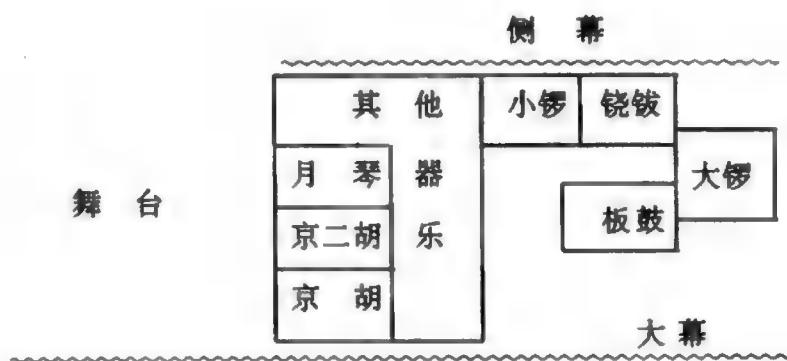 侧 幕
其 他 小锣 铙钹
月 琴 器 大锣
舞 台
京二胡 乐 板鼓
京 胡
大 幕